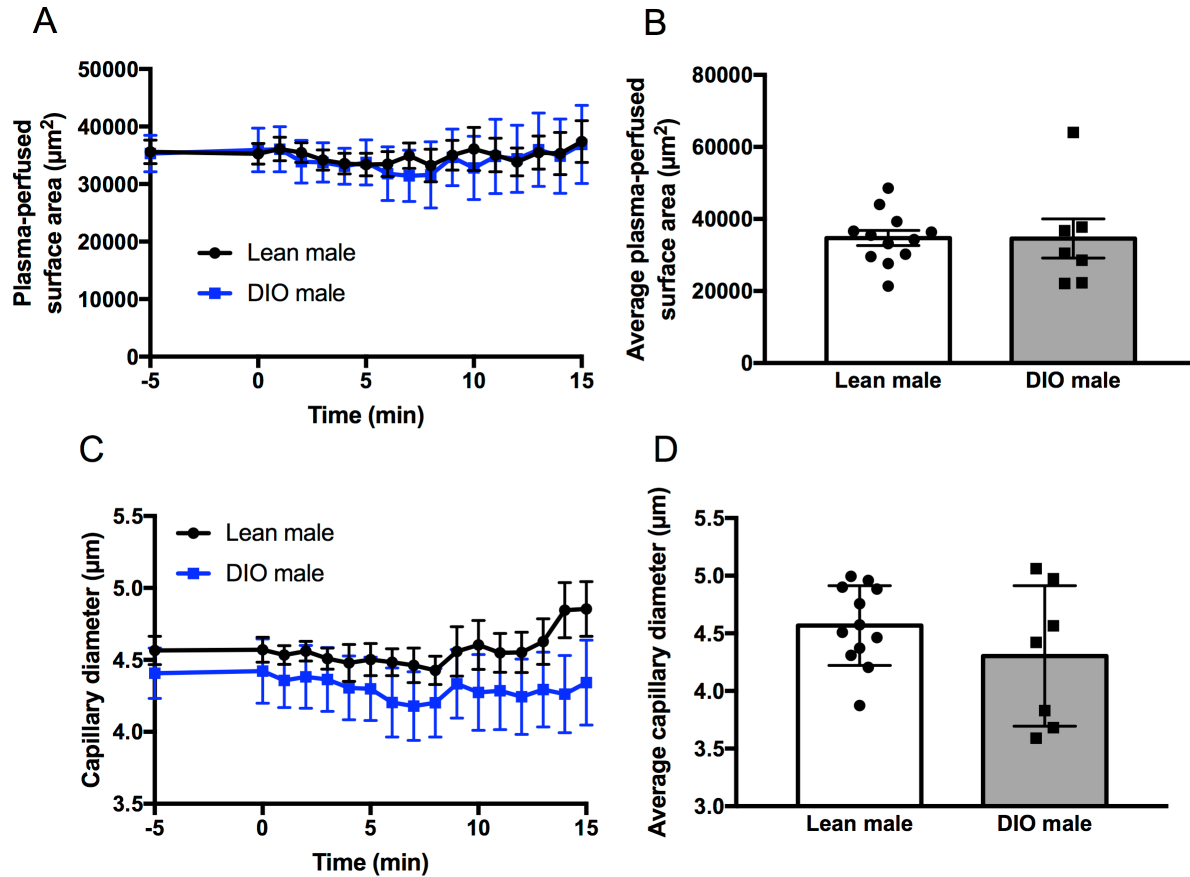 A
50000
40000
30000
20000
10000
0
Plasma-perfused
surface area (µm²)
Lean male
DIO male
-5 0 5 10 15
Time (min)
B
80000
60000
40000
20000
0
Average plasma-perfused
surface area (µm²)
Lean male DIO male
C
5.5
5.0
4.5
4.0
3.5
Capillary diameter (µm)
Lean male
DIO male
-5 0 5 10 15
Time (min)
D
5.5
5.0
4.5
4.0
3.5
3.0
Average capillary diameter (µm)
Lean male DIO male